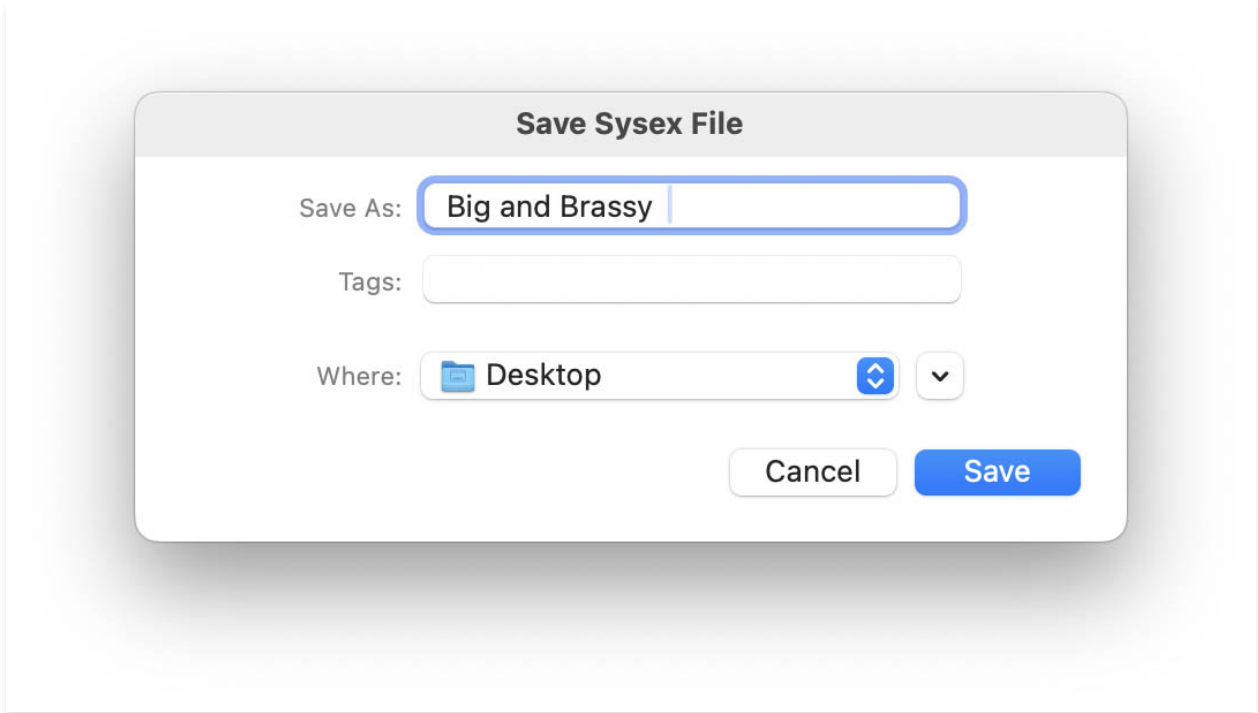 Save Sysex File
Save As: Big and Brassy
Tags:
Where: Desktop
Cancel Save